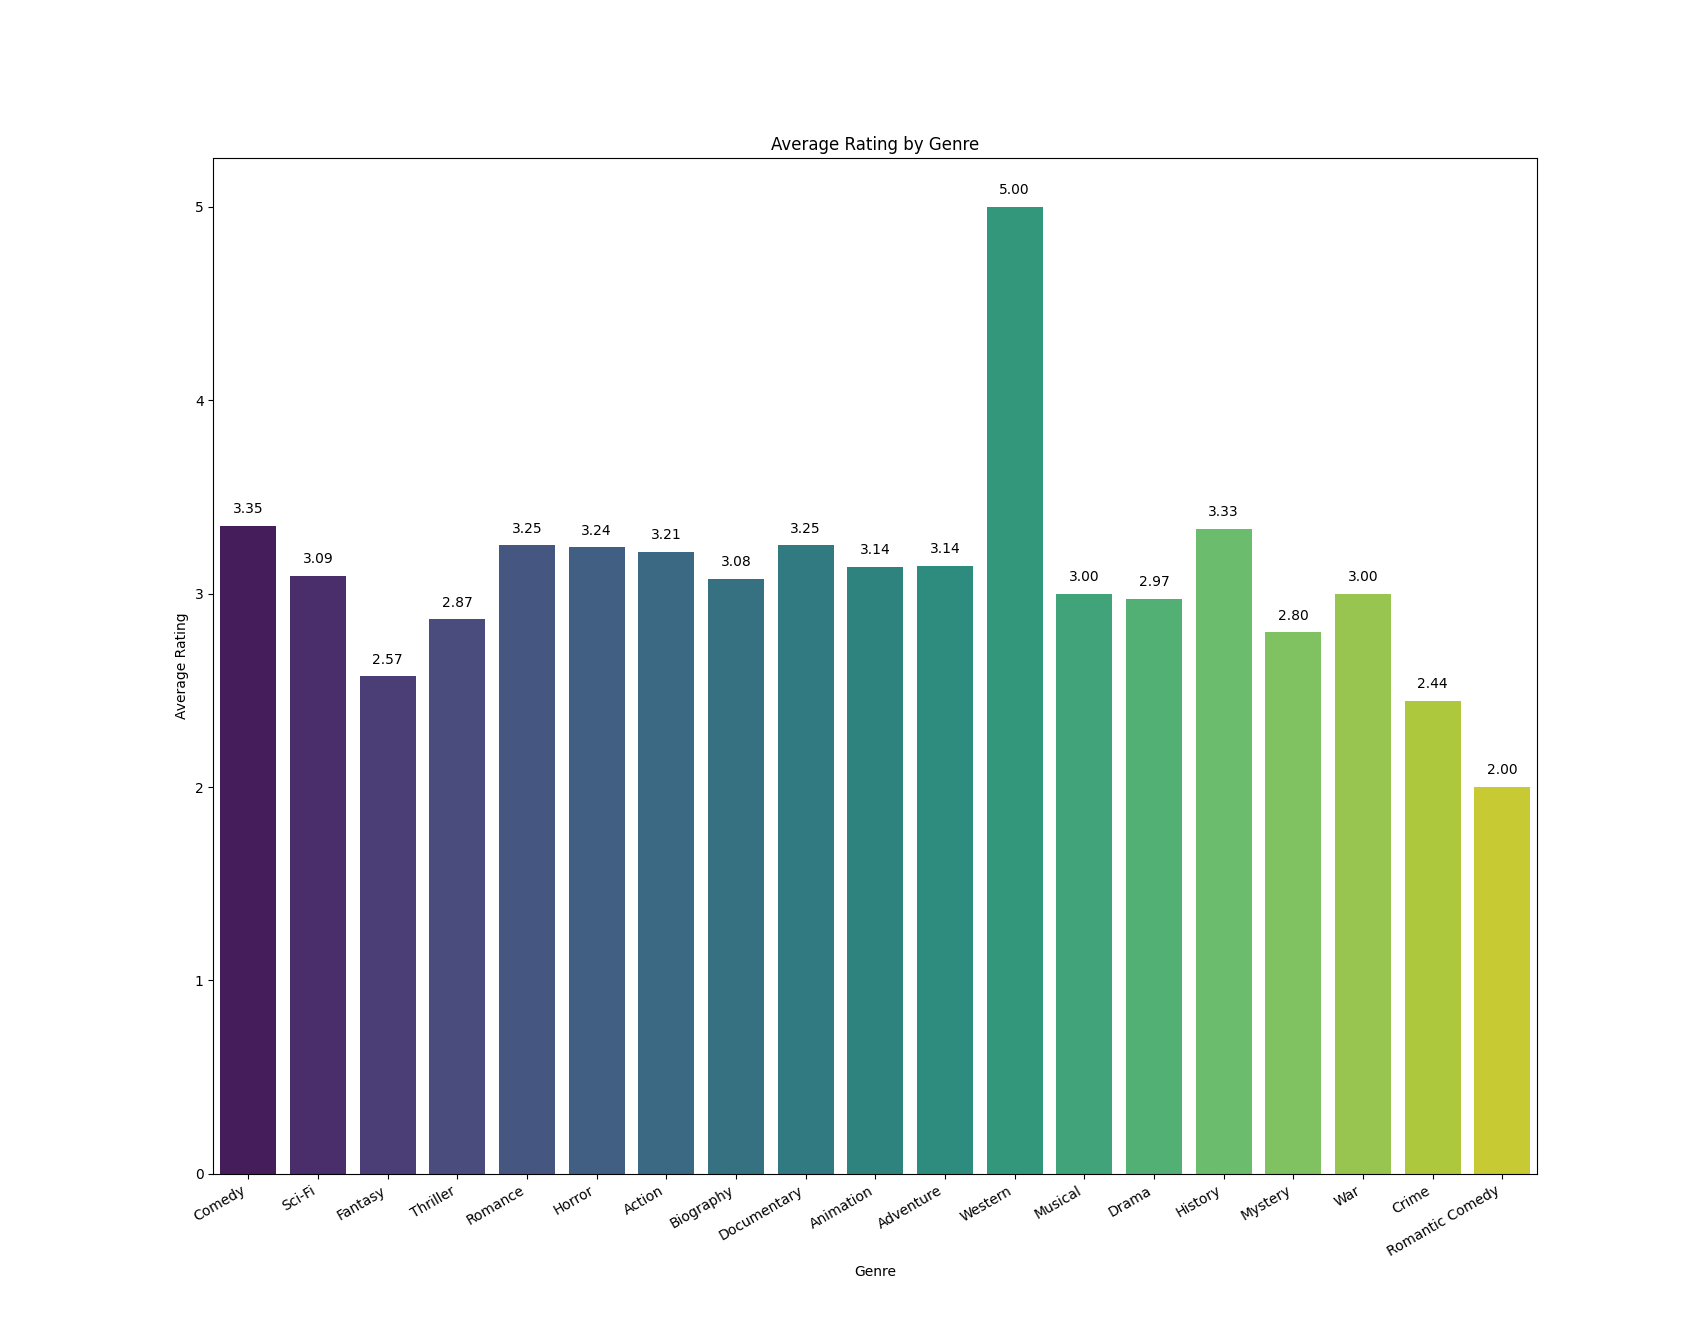 Average Rating by Genre
5.00
5
4
3.35
3.09
2.57
2.87
3.25
3.24
3.21
3.08
3.25
3.14
3.14
3.00
2.97
3.33
2.80
3.00
2.44
2.00
3
2
1
0
Average Rating
Comedy
Sci-Fi
Fantasy
Thriller
Romance
Horror
Action
Biography
Documentary
Animation
Adventure
Western
Musical
Drama
History
Mystery
War
Crime
Romantic Comedy
Genre